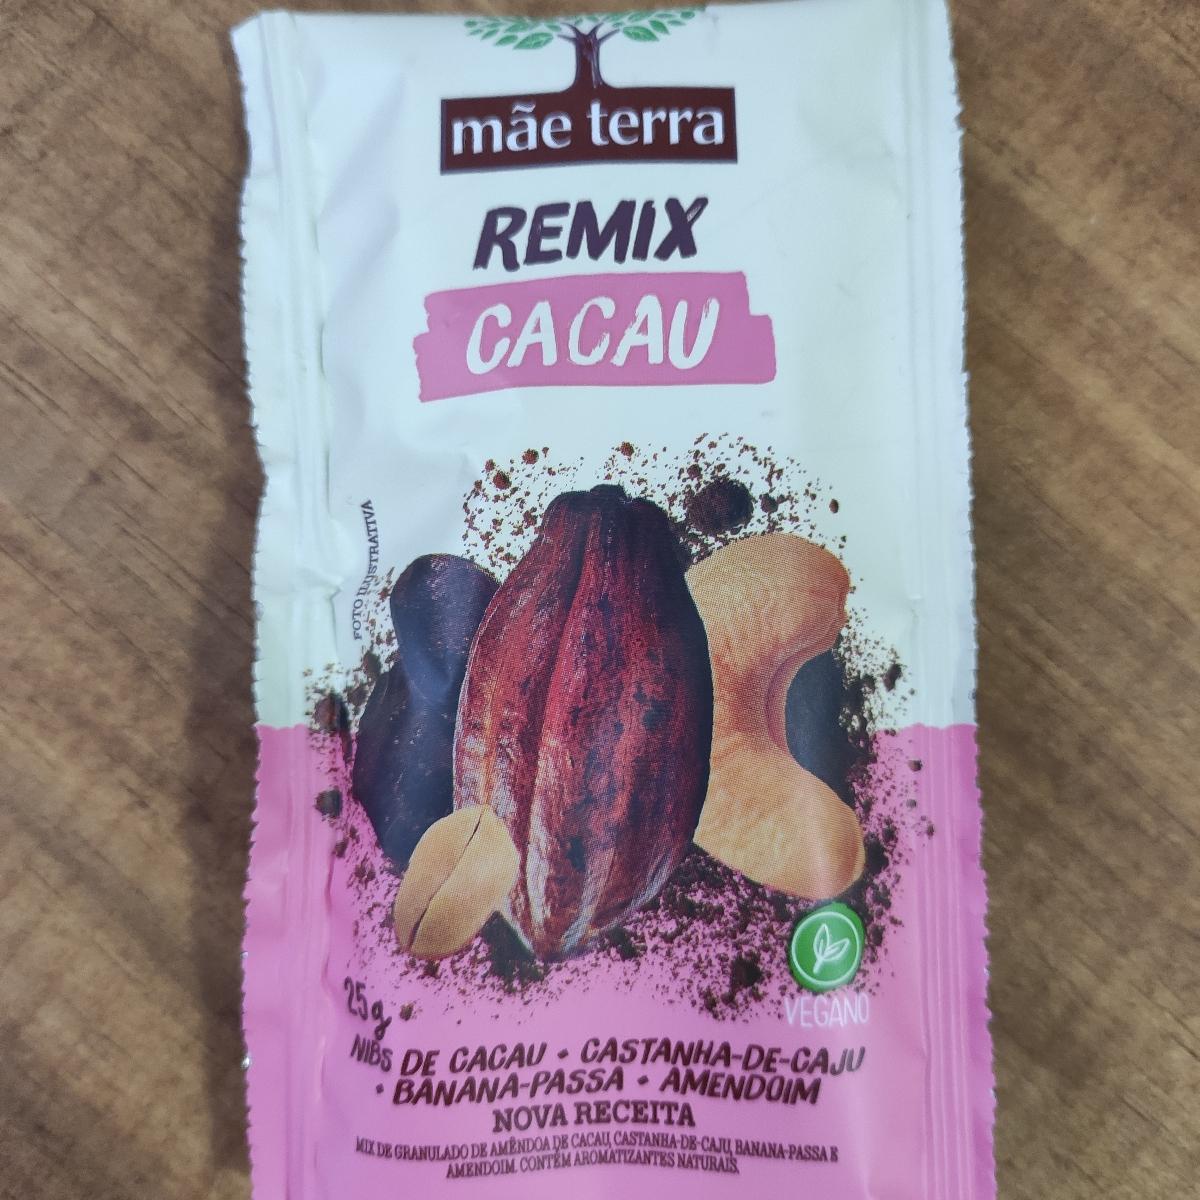 mãe terra
REMIX
CACAU
FOTO ILUSTRATIVA
VEGANO
25g
NIBS DE CACAU • CASTANHA-DE-CAJU
• BANANA-PASSA • AMENDOIM
NOVA RECEITA
MIX DE GRANULADO DE AMÊNDOA DE CACAU, CASTANHA-DE-CAJU, BANANA-PASSA E
AMENDOIM. CONTÉM AROMATIZANTES NATURAIS.